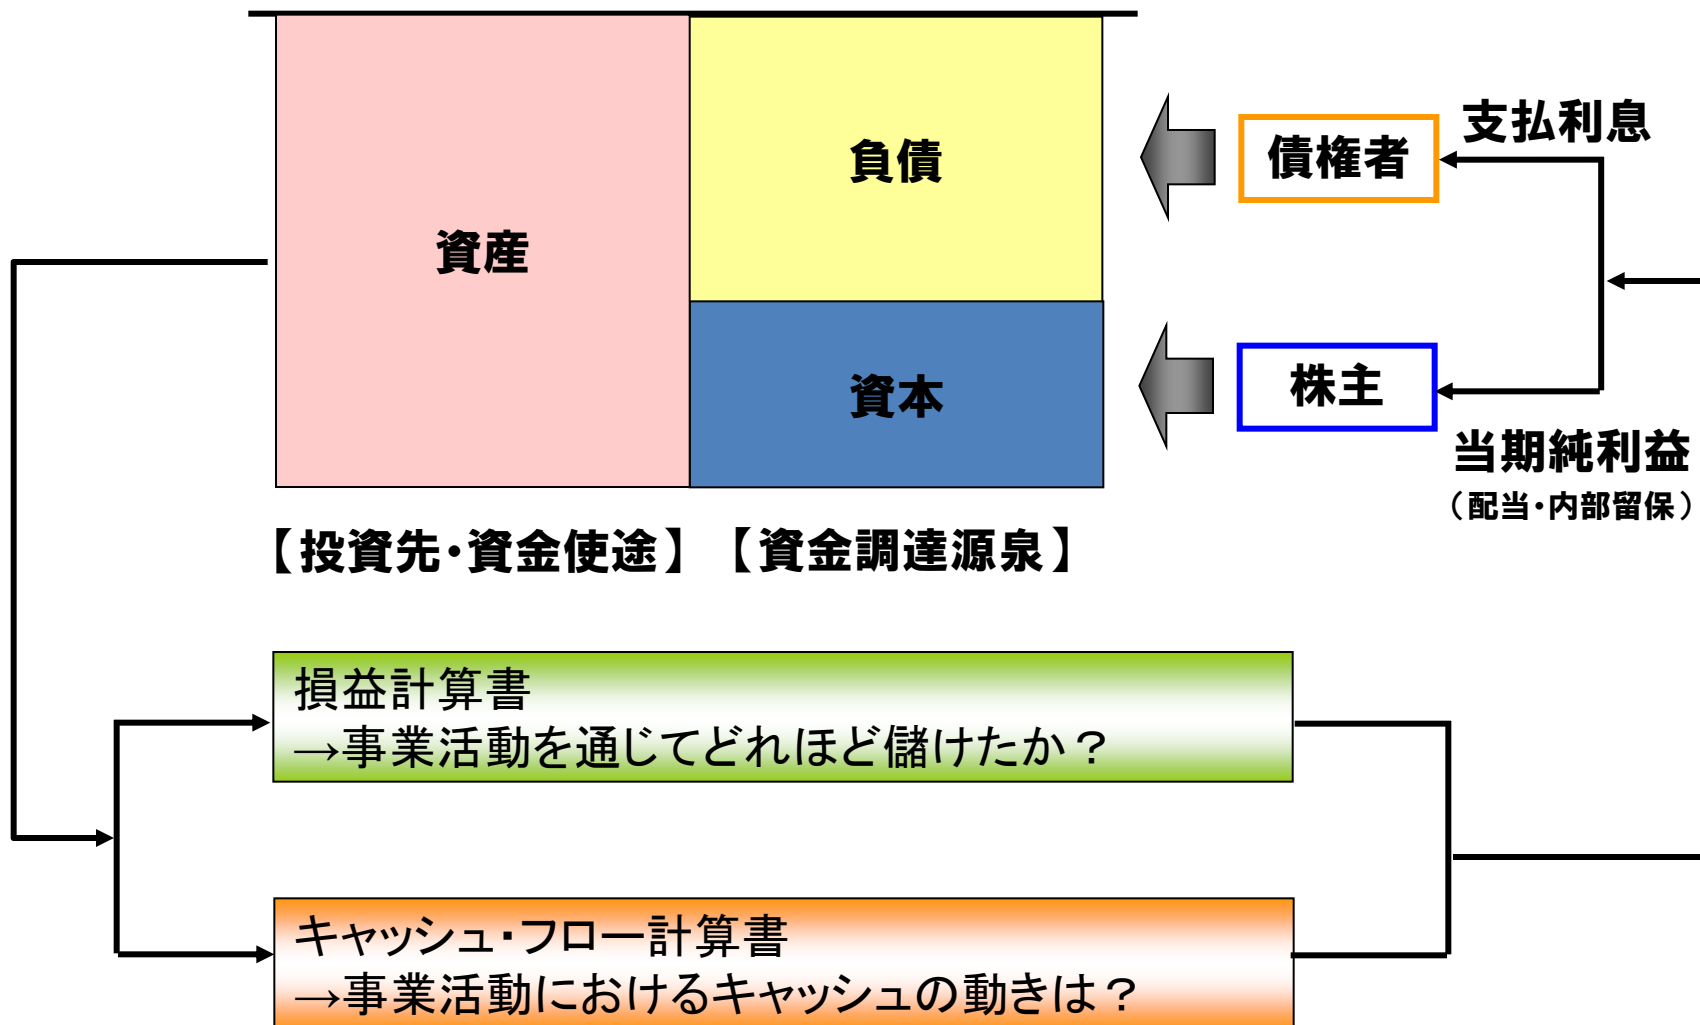 資産
負債
資本
債権者
支払利息
株主
当期純利益
（配当・内部留保）
【投資先・資金使途】
【資金調達源泉】
損益計算書
→事業活動を通じてどれほど儲けたか？
キャッシュ・フロー計算書
→事業活動におけるキャッシュの動きは？